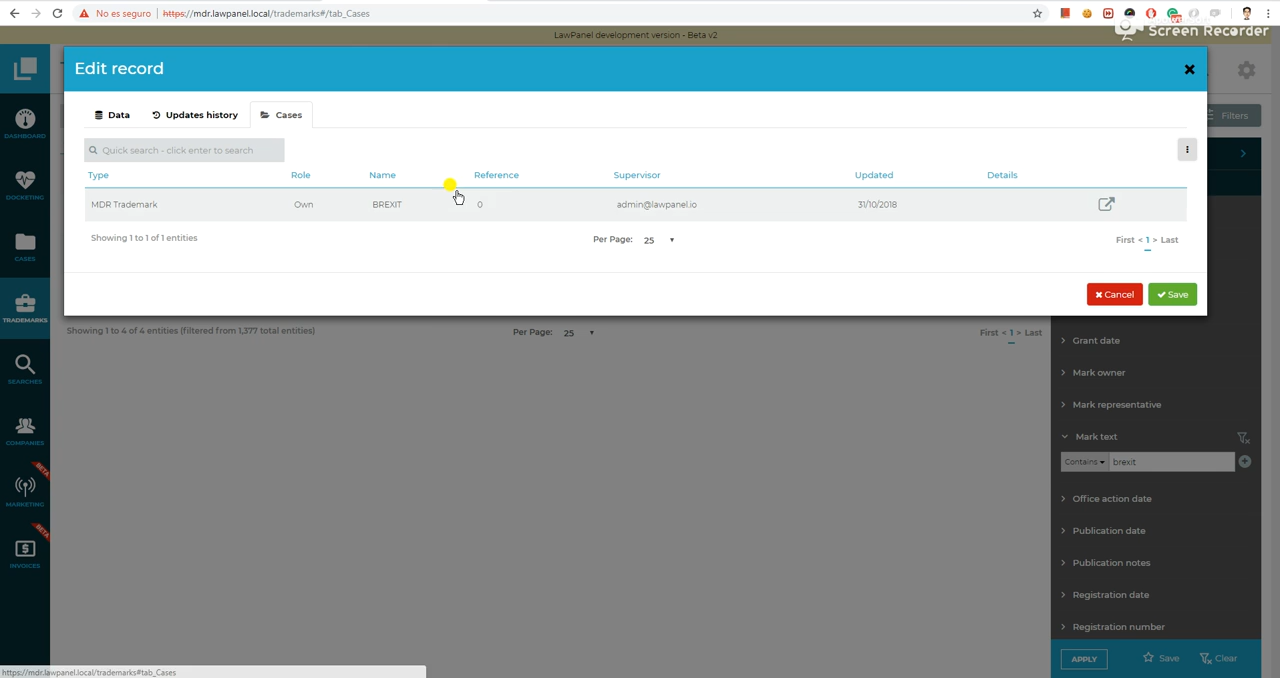 No es seguro | https://mdr.lawpanel.local/trademarks#/tab_Cases
Screen Recorder
LawPanel development version - Beta v2
Edit record
Data
Updates history
Cases
Filters
Quick search - click enter to search
Type Role Name Reference Supervisor Updated Details
MDR Trademark Own BREXIT 0 admin@lawpanel.io 31/10/2018
Showing 1 to 1 of 1 entities
Per Page: 25
First < 1 > Last
Cancel
Save
Showing 1 to 4 of 4 entities (filtered from 1,377 total entities)
Per Page: 25
First < 1 > Last
DASHBOARD
DOCKETING
CASES
TRADEMARKS
SEARCHES
COMPANIES
BETA
MARKETING
BETA
INVOICES
Grant date
Mark owner
Mark representative
Mark text
Contains
brexit
Office action date
Publication date
Publication notes
Registration date
Registration number
APPLY
Save
Clear
https://mdr.lawpanel.local/trademarks#tab_Cases